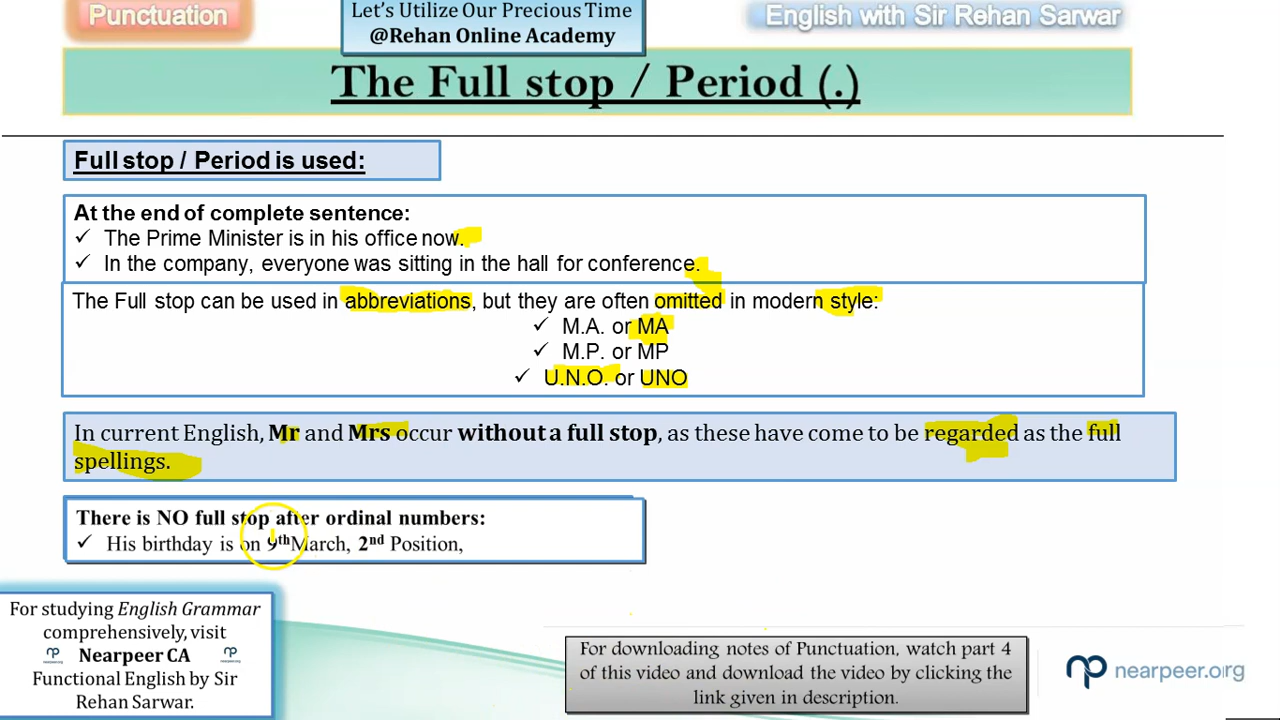 Punctuation
Let's Utilize Our Precious Time
@Rehan Online Academy
English with Sir Rehan Sarwar
The Full stop / Period (.)
Full stop / Period is used:
At the end of complete sentence:
✓ The Prime Minister is in his office now.
✓ In the company, everyone was sitting in the hall for conference.
The Full stop can be used in abbreviations, but they are often omitted in modern style:
✓ M.A. or MA
✓ M.P. or MP
✓ U.N.O. or UNO
In current English, Mr and Mrs occur without a full stop, as these have come to be regarded as the full
spellings.
There is NO full stop after ordinal numbers:
✓ His birthday is on 9th March, 2nd Position,
For studying English Grammar
comprehensively, visit
Nearpeer CA
Functional English by Sir
Rehan Sarwar.
For downloading notes of Punctuation, watch part 4
of this video and download the video by clicking the
link given in description.
nearpeer.org